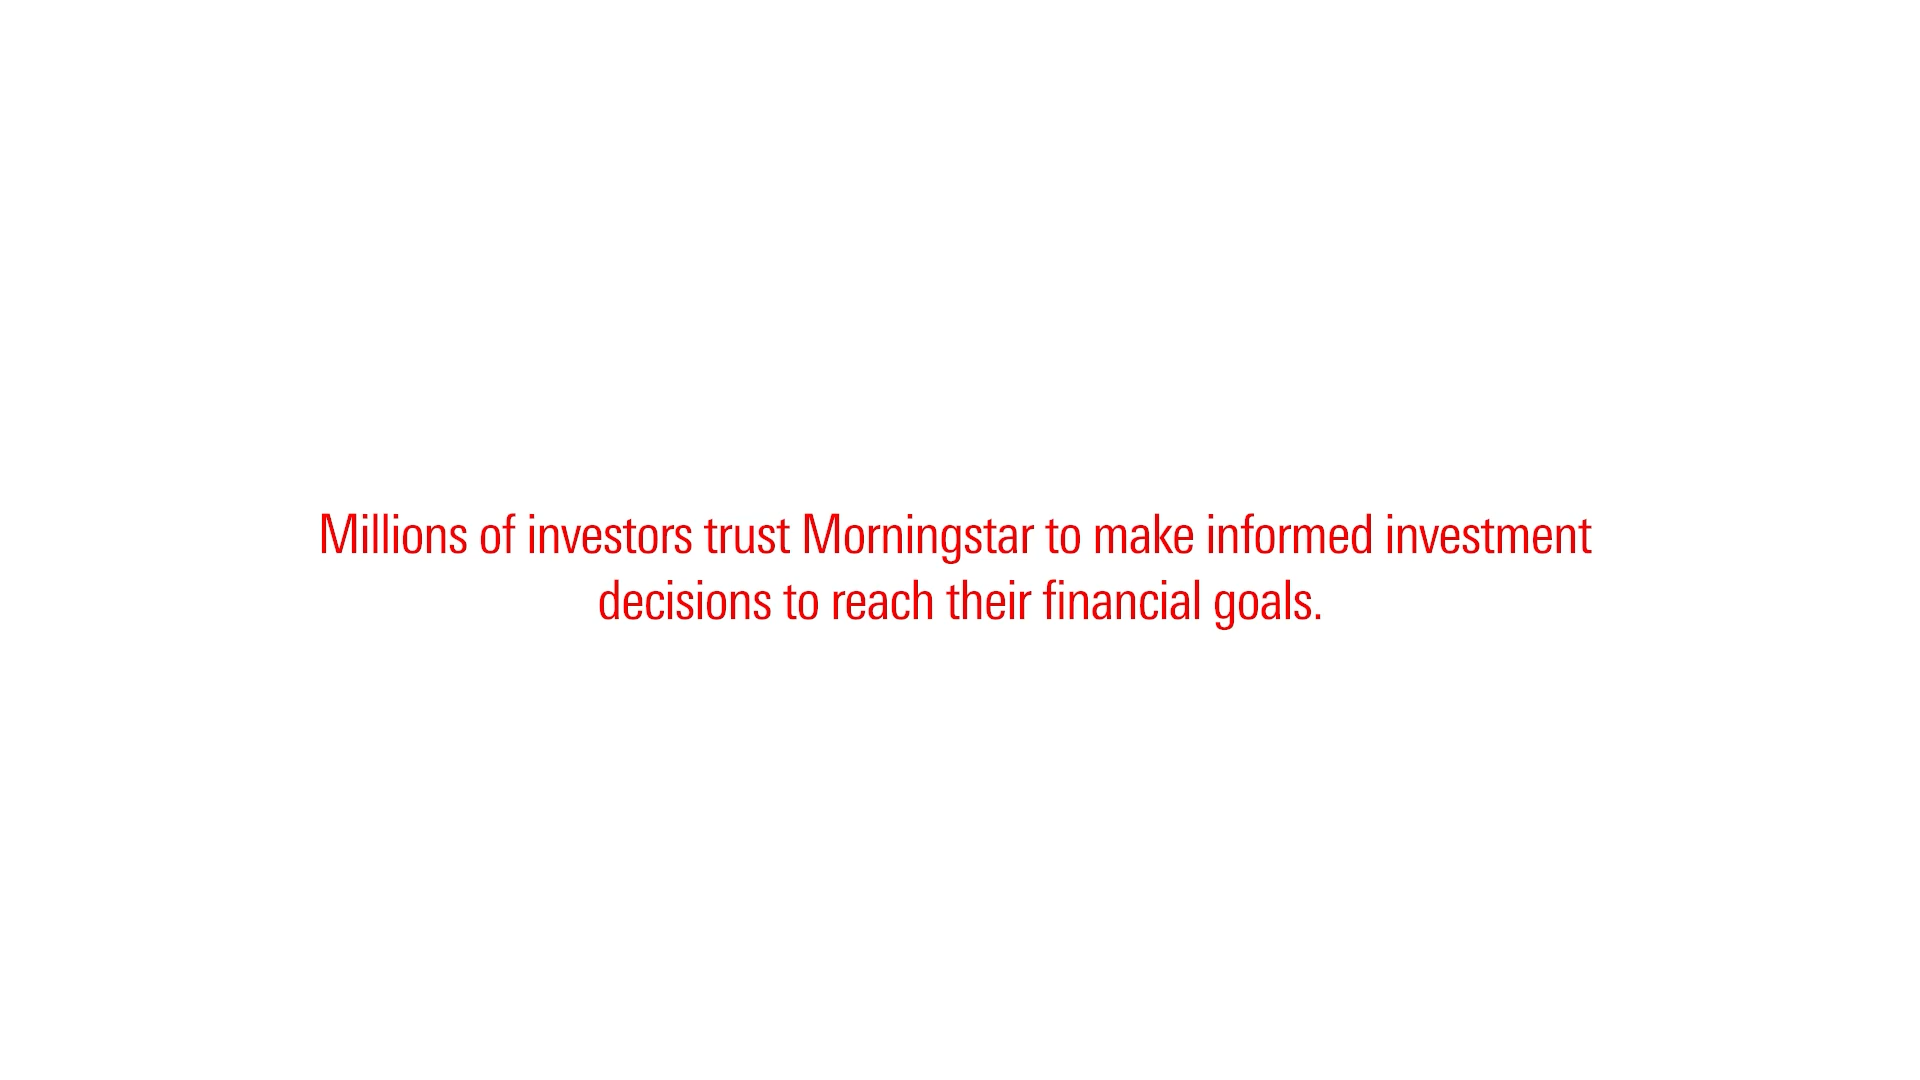 Millions of investors trust Morningstar to make informed investment
decisions to reach their financial goals.